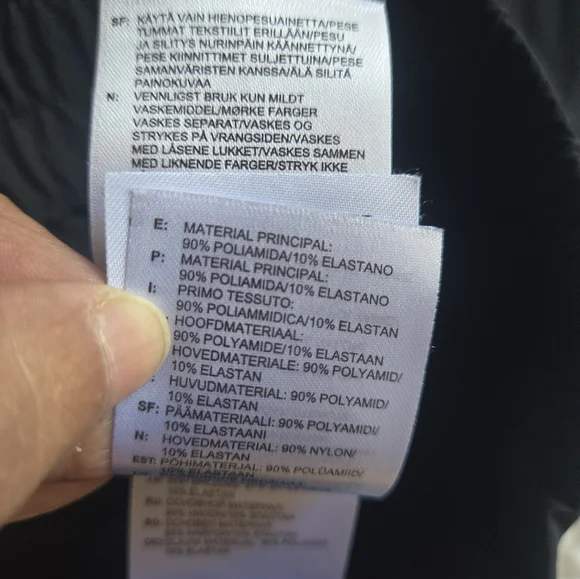 SF: KÄYTÄ VAIN HIENOPESUAINETTA/PESE
TUMMAT TEKSTIILIT ERILLÄÄN/PESU
JA SILITYS NURINPÄIN KÄÄNNETTYNÄ/
PESE KIINNITTIMET SULJETTUINA/PESE
SAMANVÄRISTEN KANSSA/ÄLÄ SILITÄ
PAINOKUVAA
N: VENNLIGST BRUK KUN MILDT
VASKEMIDDEL/MØRKE FARGER
VASKES SEPARAT/VASKES OG
STRYKES PÅ VRANGSIDEN/VASKES
MED LÅSENE LUKKET/VASKES SAMMEN
MED LIKNENDE FARGER/STRYK IKKE
E: MATERIAL PRINCIPAL:
90% POLIAMIDA/10% ELASTANO
P: MATERIAL PRINCIPAL:
90% POLIAMIDA/10% ELASTANO
I: PRIMO TESSUTO:
90% POLIAMMIDICA/10% ELASTAN
HOOFDMATERIAAL:
90% POLYAMIDE/10% ELASTAAN
HOVEDMATERIALE: 90% POLYAMID/
10% ELASTAN
HUVUDMATERIAL: 90% POLYAMID/
10% ELASTAN
SF: PÄÄMATERIAALI: 90% POLYAMIDI/
10% ELASTAANI
N: HOVEDMATERIAL: 90% NYLON/
10% ELASTAN
EST: PÕHIMATERJAL: 90% POLÜAMIID/
10% ELASTAAN